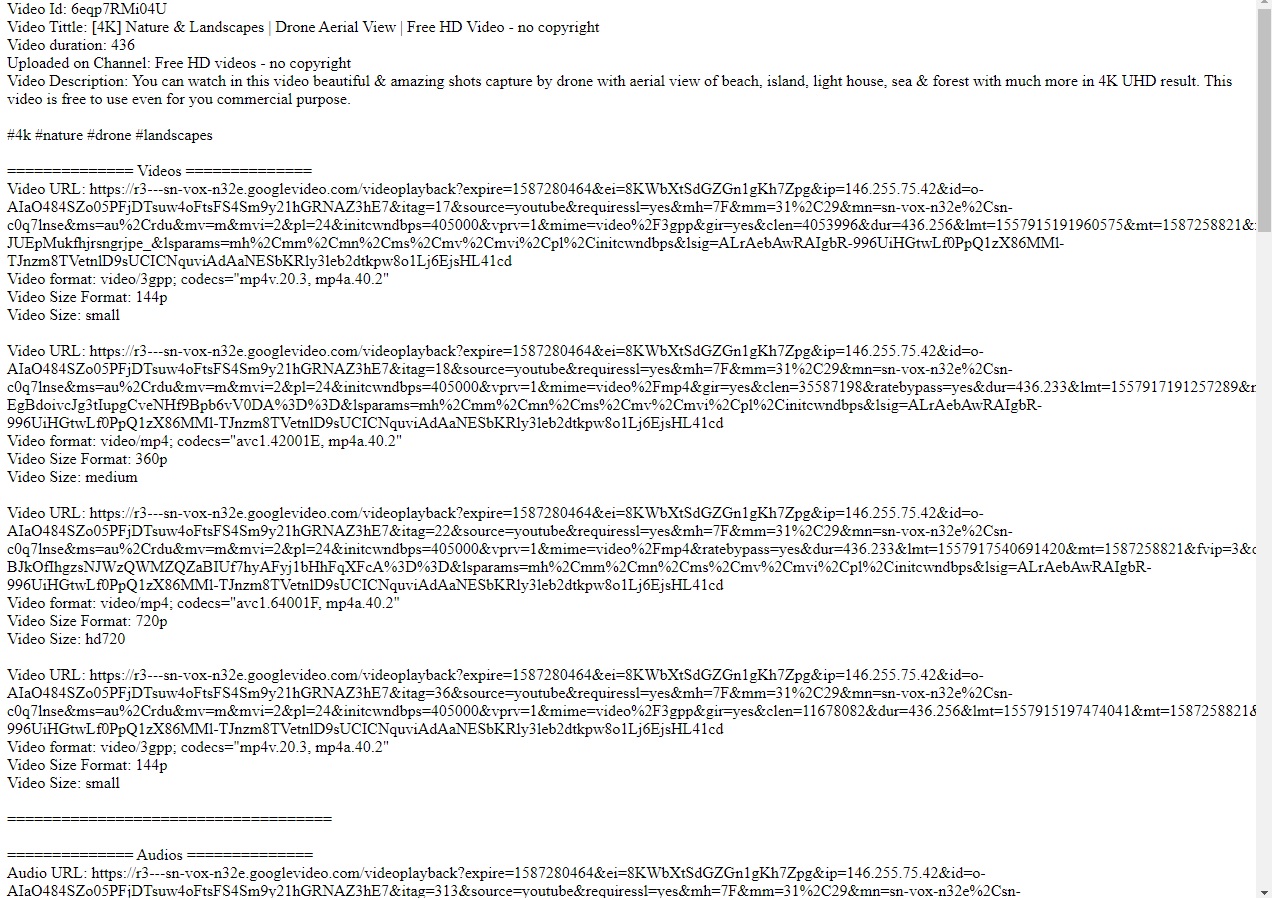 Video Id: 6eqp7RMi04U
Video Tittle: [4K] Nature & Landscapes | Drone Aerial View | Free HD Video - no copyright
Video duration: 436
Uploaded on Channel: Free HD videos - no copyright
Video Description: You can watch in this video beautiful & amazing shots capture by drone with aerial view of beach, island, light house, sea & forest with much more in 4K UHD result. This
video is free to use even for you commercial purpose.
#4k #nature #drone #landscapes
============== Videos ==============
Video URL: https://r3---sn-vox-n32e.googlevideo.com/videoplayback?expire=1587280464&ei=8KWbXtSdGZGn1gKh7Zpg&ip=146.255.75.42&id=o-
AIaO484SZo05PFjDTsuw4oFtsFS4Sm9y21hGRNAZ3hE7&itag=17&source=youtube&requiressl=yes&mh=7F&mm=31%2C29&mn=sn-vox-n32e%2Csn-
c0q7lnse&ms=au%2Crdu&mv=m&mvi=2&pl=24&initcwndbps=405000&vprv=1&mime=video%2F3gpp&gir=yes&clen=4053996&dur=436.256&lmt=1557915191960575&mt=1587258821&
JUEpMukfhjrsngrjpe_&lsparams=mh%2Cmm%2Cmn%2Cms%2Cmv%2Cmvi%2Cpl%2Cinitcwndbps&lsig=ALrAebAwRAIgbR-996UiHGtwLf0PpQ1zX86MMl-
TJnzm8TVetnlD9sUCICNquviAdAaNESbKRly3leb2dtkpw8o1Lj6EjsHL41cd
Video format: video/3gpp; codecs="mp4v.20.3, mp4a.40.2"
Video Size Format: 144p
Video Size: small
Video URL: https://r3---sn-vox-n32e.googlevideo.com/videoplayback?expire=1587280464&ei=8KWbXtSdGZGn1gKh7Zpg&ip=146.255.75.42&id=o-
AIaO484SZo05PFjDTsuw4oFtsFS4Sm9y21hGRNAZ3hE7&itag=18&source=youtube&requiressl=yes&mh=7F&mm=31%2C29&mn=sn-vox-n32e%2Csn-
c0q7lnse&ms=au%2Crdu&mv=m&mvi=2&pl=24&initcwndbps=405000&vprv=1&mime=video%2Fmp4&gir=yes&clen=35587198&ratebypass=yes&dur=436.233&lmt=1557917191257289&
EgBdoivcJg3tIupgCveNHf9Bpb6vV0DA%3D%3D&lsparams=mh%2Cmm%2Cmn%2Cms%2Cmv%2Cmvi%2Cpl%2Cinitcwndbps&lsig=ALrAebAwRAIgbR-
996UiHGtwLf0PpQ1zX86MMl-TJnzm8TVetnlD9sUCICNquviAdAaNESbKRly3leb2dtkpw8o1Lj6EjsHL41cd
Video format: video/mp4; codecs="avc1.42001E, mp4a.40.2"
Video Size Format: 360p
Video Size: medium
Video URL: https://r3---sn-vox-n32e.googlevideo.com/videoplayback?expire=1587280464&ei=8KWbXtSdGZGn1gKh7Zpg&ip=146.255.75.42&id=o-
AIaO484SZo05PFjDTsuw4oFtsFS4Sm9y21hGRNAZ3hE7&itag=22&source=youtube&requiressl=yes&mh=7F&mm=31%2C29&mn=sn-vox-n32e%2Csn-
c0q7lnse&ms=au%2Crdu&mv=m&mvi=2&pl=24&initcwndbps=405000&vprv=1&mime=video%2Fmp4&ratebypass=yes&dur=436.233&lmt=1557917540691420&mt=1587258821&fvip=3&
BJkOfIhgzsNJWzQWMZQZaBIUf7hyAFyj1bHhFqXFcA%3D%3D&lsparams=mh%2Cmm%2Cmn%2Cms%2Cmv%2Cmvi%2Cpl%2Cinitcwndbps&lsig=ALrAebAwRAIgbR-
996UiHGtwLf0PpQ1zX86MMl-TJnzm8TVetnlD9sUCICNquviAdAaNESbKRly3leb2dtkpw8o1Lj6EjsHL41cd
Video format: video/mp4; codecs="avc1.64001F, mp4a.40.2"
Video Size Format: 720p
Video Size: hd720
Video URL: https://r3---sn-vox-n32e.googlevideo.com/videoplayback?expire=1587280464&ei=8KWbXtSdGZGn1gKh7Zpg&ip=146.255.75.42&id=o-
AIaO484SZo05PFjDTsuw4oFtsFS4Sm9y21hGRNAZ3hE7&itag=36&source=youtube&requiressl=yes&mh=7F&mm=31%2C29&mn=sn-vox-n32e%2Csn-
c0q7lnse&ms=au%2Crdu&mv=m&mvi=2&pl=24&initcwndbps=405000&vprv=1&mime=video%2F3gpp&gir=yes&clen=11678082&dur=436.256&lmt=1557915197474041&mt=1587258821&
996UiHGtwLf0PpQ1zX86MMl-TJnzm8TVetnlD9sUCICNquviAdAaNESbKRly3leb2dtkpw8o1Lj6EjsHL41cd
Video format: video/3gpp; codecs="mp4v.20.3, mp4a.40.2"
Video Size Format: 144p
Video Size: small
====================================
============== Audios ==============
Audio URL: https://r3---sn-vox-n32e.googlevideo.com/videoplayback?expire=1587280464&ei=8KWbXtSdGZGn1gKh7Zpg&ip=146.255.75.42&id=o-
AIaO484SZo05PFjDTsuw4oFtsFS4Sm9y21hGRNAZ3hE7&itag=313&source=youtube&requiressl=yes&mh=7F&mm=31%2C29&mn=sn-vox-n32e%2Csn-